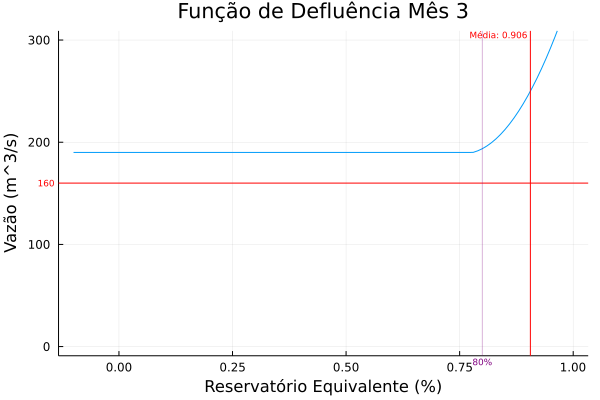 Função de Defluência Mês 3
Média: 0.906
300
200
160
100
0
Vazão (m^3/s)
0.00
0.25
0.50
0.75
80%
1.00
Reservatório Equivalente (%)